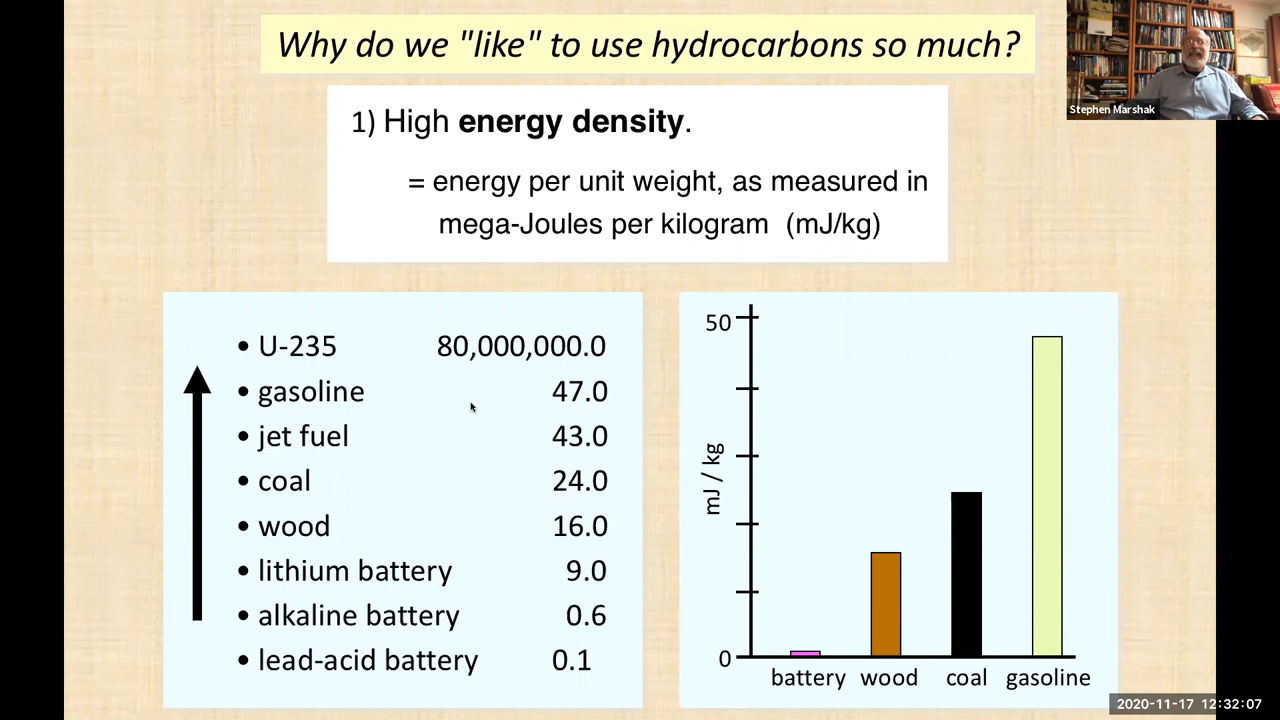 Why do we "like" to use hydrocarbons so much?
Stephen Marshak
1) High energy density.
= energy per unit weight, as measured in
mega-Joules per kilogram (mJ/kg)
• U-235 80,000,000.0
• gasoline 47.0
• jet fuel 43.0
• coal 24.0
• wood 16.0
• lithium battery 9.0
• alkaline battery 0.6
• lead-acid battery 0.1
50
mJ / kg
0
battery wood coal gasoline
2020-11-17 12:32:07